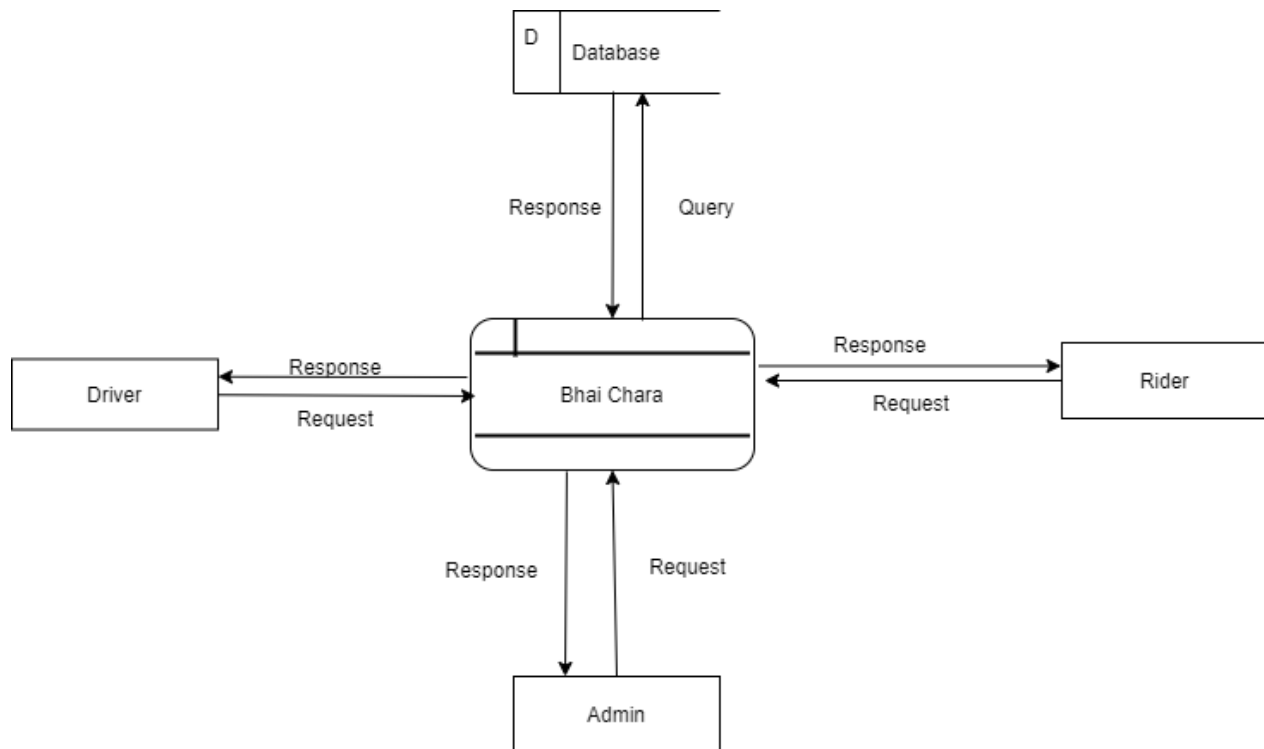 D
Database
Response
Query
Response
Response
Driver
Bhai Chara
Rider
Request
Request
Response
Request
Admin